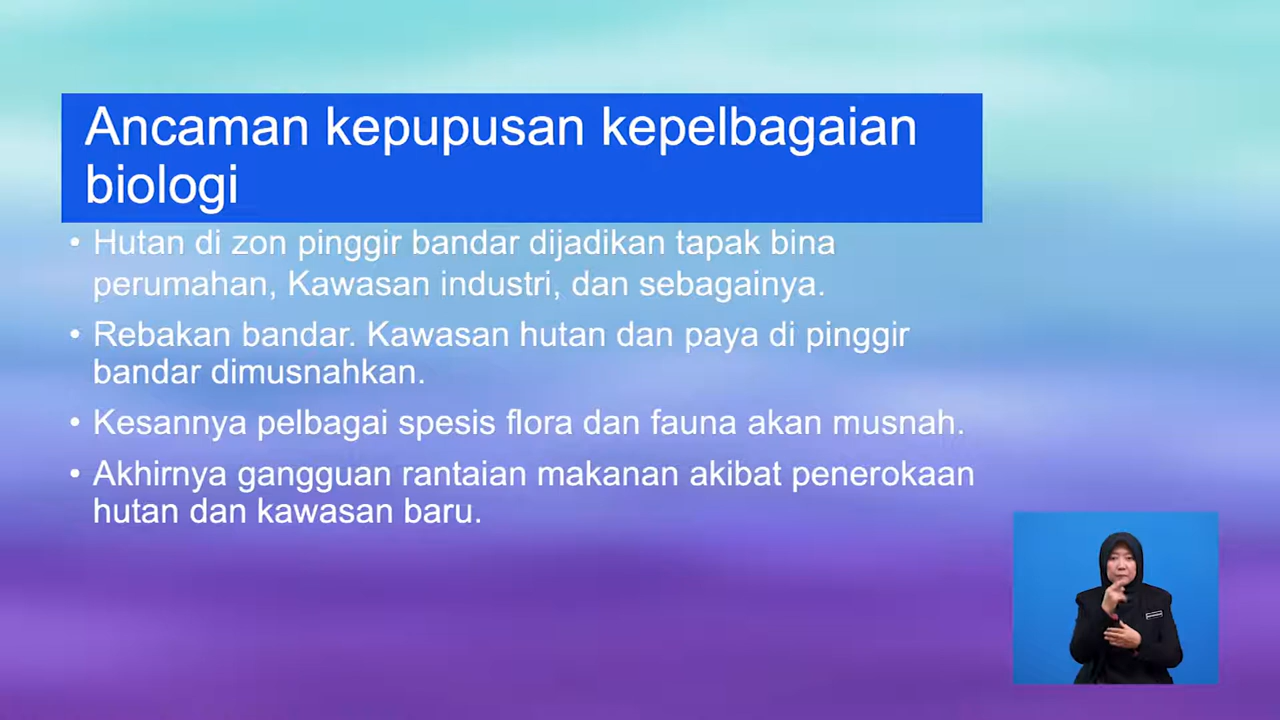 Ancaman kepupusan kepelbagaian
biologi
• Hutan di zon pinggir bandar dijadikan tapak bina
perumahan, Kawasan industri, dan sebagainya.
• Rebakan bandar. Kawasan hutan dan paya di pinggir
bandar dimusnahkan.
• Kesannya pelbagai spesis flora dan fauna akan musnah.
• Akhirnya gangguan rantaian makanan akibat penerokaan
hutan dan kawasan baru.